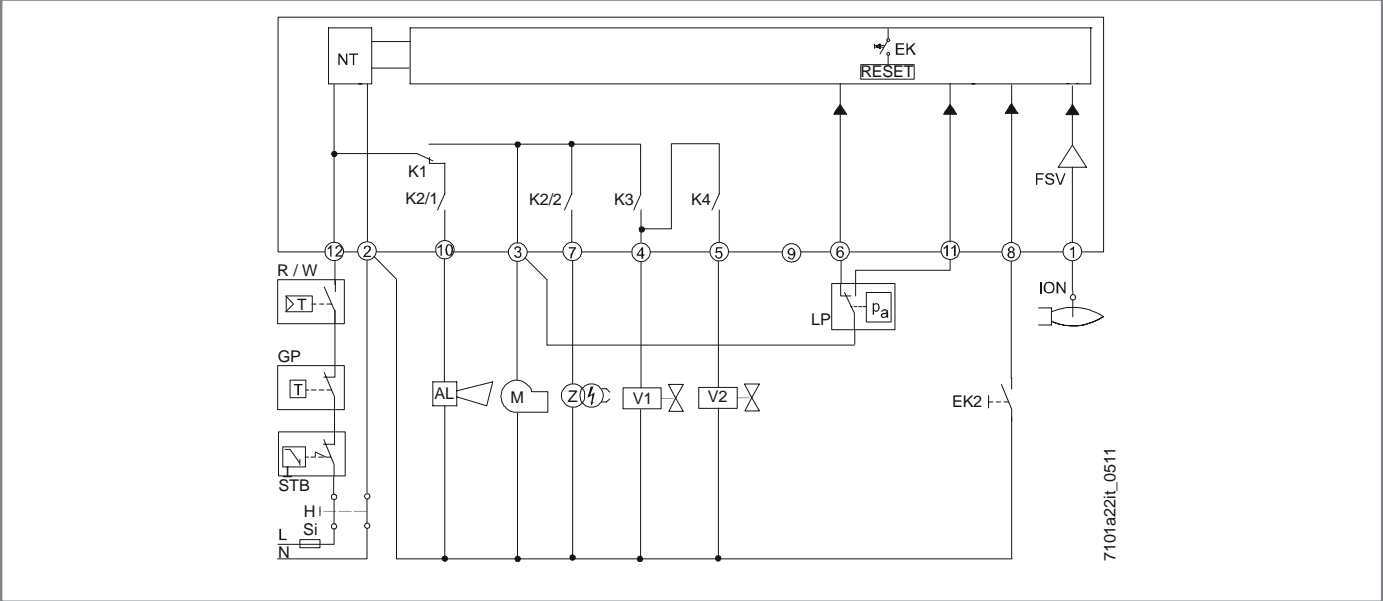 NT
EK
RESET
FSV
K1
K2/1
K2/2
K3
K4
12
2
10
3
7
4
5
9
6
11
8
1
R / W
T
LP
pa
ION
GP
T
AL
M
Z
V1
V2
EK2
STB
H
Si
L
N
7101a22it_0511